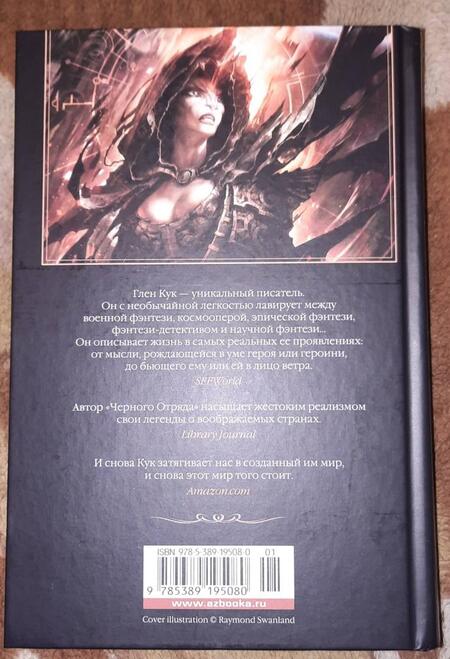 Глен Кук — уникальный писатель.
Он с необычайной легкостью лавирует между
военной фэнтези, космооперой, эпической фэнтези,
фэнтези-детективом и научной фэнтези...
Он описывает жизнь в самых реальных ее проявлениях:
от мысли, рождающейся в уме героя или героини,
до бьющего ему или ей в лицо ветра.
SFFWorld
Автор «Черного Отряда» насыщает жестоким реализмом
свои легенды о воображаемых странах.
Library Journal
И снова Кук затягивает нас в созданный им мир,
и снова этот мир того стоит.
Amazon.com
ISBN 978-5-389-19508-0 01
9 785389 195080
www.azbooka.ru
Cover illustration © Raymond Swanland